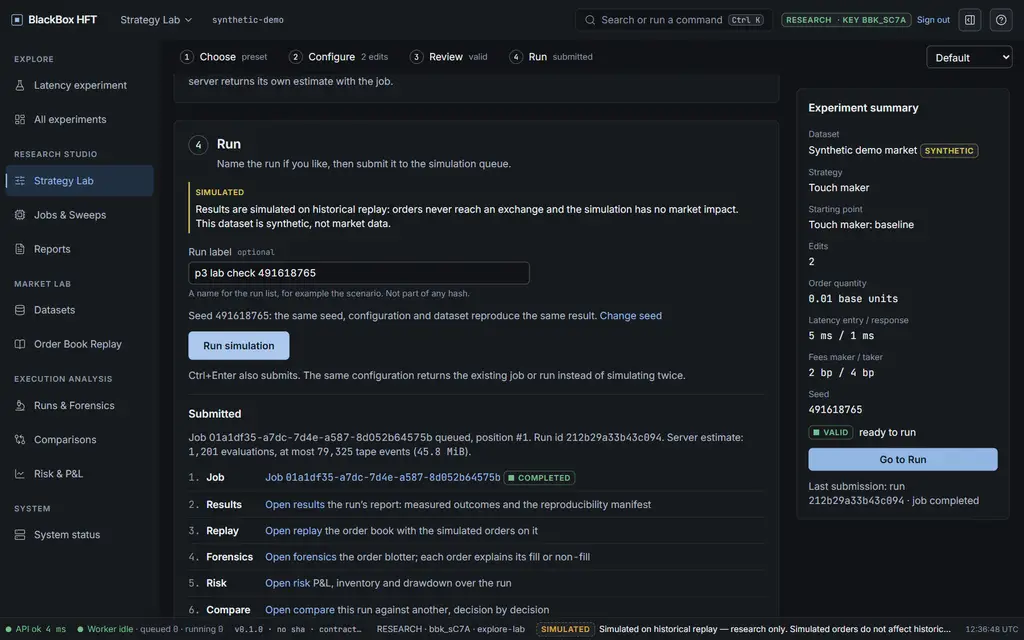 BlackBox HFT
Strategy Lab
synthetic-demo
Search or run a command Ctrl K
RESEARCH · KEY BBK_SC7A
Sign out
1 Choose preset
2 Configure 2 edits
3 Review valid
4 Run submitted
Default
EXPLORE
Latency experiment
All experiments
RESEARCH STUDIO
Strategy Lab
Jobs & Sweeps
Reports
MARKET LAB
Datasets
Order Book Replay
EXECUTION ANALYSIS
Runs & Forensics
Comparisons
Risk & P&L
SYSTEM
System status
server returns its own estimate with the job.
4 Run
Name the run if you like, then submit it to the simulation queue.
SIMULATED
Results are simulated on historical replay: orders never reach an exchange and the simulation has no market impact.
This dataset is synthetic, not market data.
Run label optional
p3 lab check 491618765
A name for the run list, for example the scenario. Not part of any hash.
Seed 491618765: the same seed, configuration and dataset reproduce the same result. Change seed
Run simulation
Ctrl+Enter also submits. The same configuration returns the existing job or run instead of simulating twice.
Submitted
Job 01a1df35-a7dc-7d4e-a587-8d052b64575b queued, position #1. Run id 212b29a33b43c094. Server estimate:
1,201 evaluations, at most 79,325 tape events (45.8 MiB).
1. Job Job 01a1df35-a7dc-7d4e-a587-8d052b64575b COMPLETED
2. Results Open results the run's report: measured outcomes and the reproducibility manifest
3. Replay Open replay the order book with the simulated orders on it
4. Forensics Open forensics the order blotter; each order explains its fill or non-fill
5. Risk Open risk P&L, inventory and drawdown over the run
6. Compare Open compare this run against another, decision by decision
Experiment summary
Dataset
Synthetic demo market SYNTHETIC
Strategy
Touch maker
Starting point
Touch maker: baseline
Edits
2
Order quantity
0.01 base units
Latency entry / response
5 ms / 1 ms
Fees maker / taker
2 bp / 4 bp
Seed
491618765
VALID ready to run
Go to Run
Last submission: run
212b29a33b43c094 · job completed
API ok 4 ms
Worker idle · queued 0 · running 0
v0.1.0 · no sha · contract…
RESEARCH · bbk_sC7A · explore-lab
SIMULATED Simulated on historical replay — research only. Simulated orders do not affect historic…
12:36:48 UTC